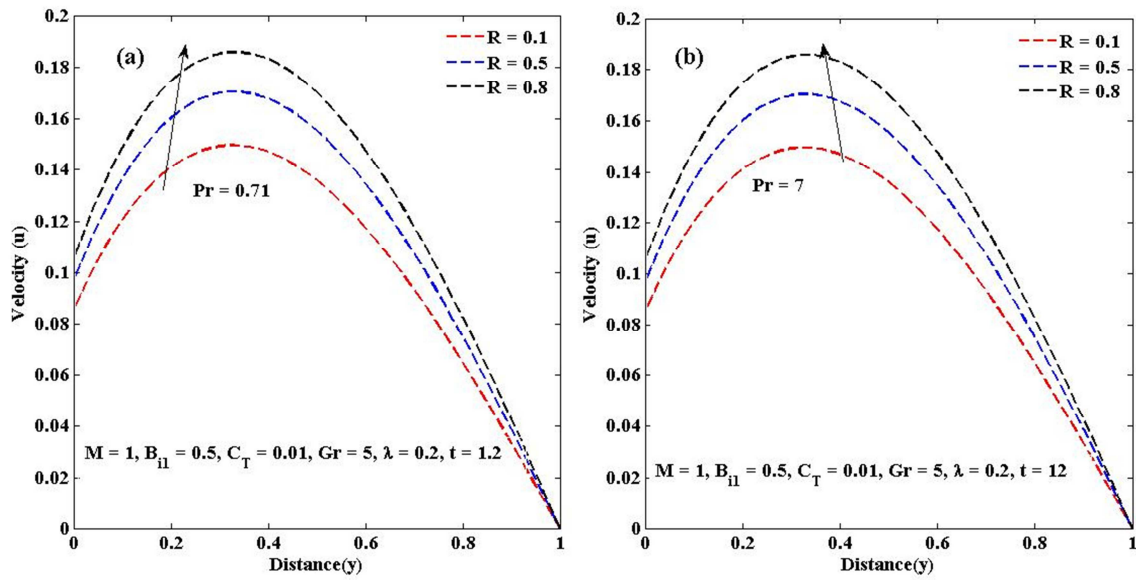 (a)
R = 0.1
R = 0.5
R = 0.8
Pr = 0.71
M = 1, Bi1 = 0.5, CT = 0.01, Gr = 5, λ = 0.2, t = 1.2
Velocity (u)
0.2
0.18
0.16
0.14
0.12
0.1
0.08
0.06
0.04
0.02
0
0 0.2 0.4 0.6 0.8 1
Distance(y)
(b)
R = 0.1
R = 0.5
R = 0.8
Pr = 7
M = 1, Bi1 = 0.5, CT = 0.01, Gr = 5, λ = 0.2, t = 12
Velocity (u)
0.2
0.18
0.16
0.14
0.12
0.1
0.08
0.06
0.04
0.02
0
0 0.2 0.4 0.6 0.8 1
Distance(y)